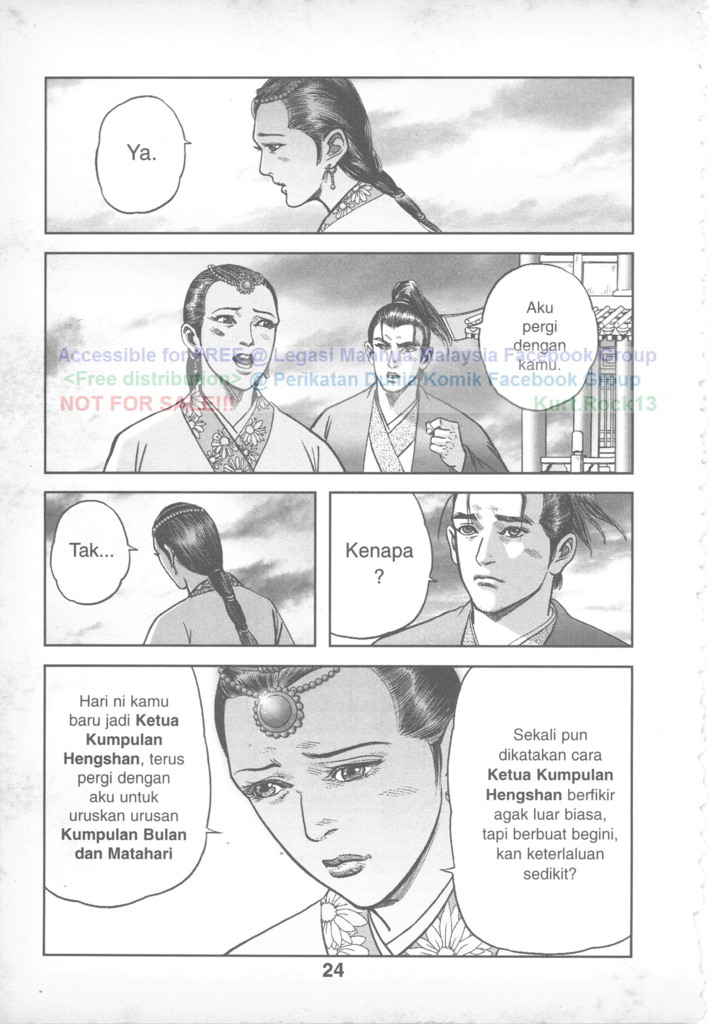 Ya.
Aku
pergi
dengan
kamu.
Accessible for FREE @ Legasi Manhua Malaysia Facebook Group
<Free distribution> @ Perikatan Dunia Komik Facebook Group
NOT FOR SALE!!! Kurt.Rock13
Tak...
Kenapa
?
Hari ni kamu
baru jadi Ketua
Kumpulan
Hengshan, terus
pergi dengan
aku untuk
uruskan urusan
Kumpulan Bulan
dan Matahari
Sekali pun
dikatakan cara
Ketua Kumpulan
Hengshan berfikir
agak luar biasa,
tapi berbuat begini,
kan keterlaluan
sedikit?
24